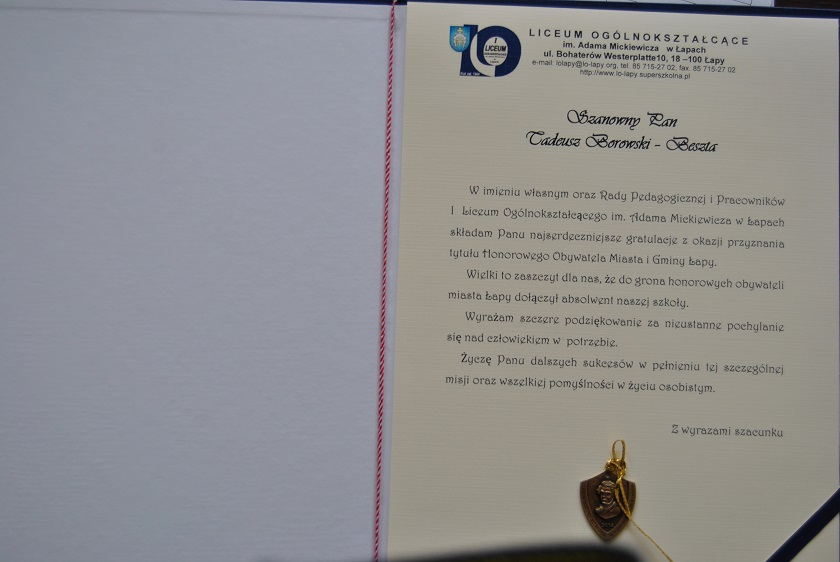 LICEUM OGÓLNOKSZTAŁCĄCE
im. Adama Mickiewicza w Łapach
ul. Bohaterów Westerplatte10, 18 –100 Łapy
e-mail: lolapy@lo-lapy.org, tel. 85 715-27 02, fax. 85 715-27 02
http://www.lo-lapy.superszkolna.pl
I
LICEUM
Szanowny Pan
Tadeusz Borowski - Beszta
W imieniu własnym oraz Rady Pedagogicznej i Pracowników
I Liceum Ogólnokształcącego im. Adama Mickiewicza w Łapach
składam Panu najserdeczniejsze gratulacje z okazji przyznania
tytułu Honorowego Obywatela Miasta i Gminy Łapy.
Wielki to zaszczyt dla nas, że do grona honorowych obywateli
miasta Łapy dołączył absolwent naszej szkoły.
Wyrażam szczere podziękowanie za nieustanne pochylanie
się nad człowiekiem w potrzebie.
Życzę Panu dalszych sukcesów w pełnieniu tej szczególnej
misji oraz wszelkiej pomyślności w życiu osobistym.
Z wyrazami szacunku